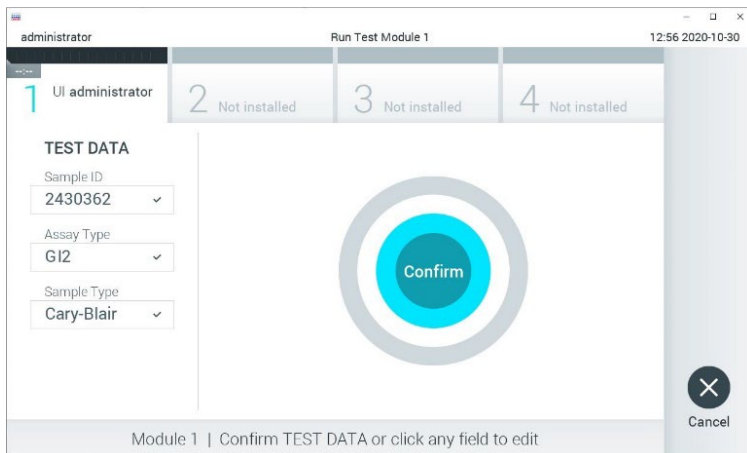 administrator Run Test Module 1 12:56 2020-10-30
--:--
1 UI administrator
2 Not installed
3 Not installed
4 Not installed
TEST DATA
Sample ID
2430362
Assay Type
GI2
Sample Type
Cary-Blair
Confirm
Cancel
Module 1 | Confirm TEST DATA or click any field to edit